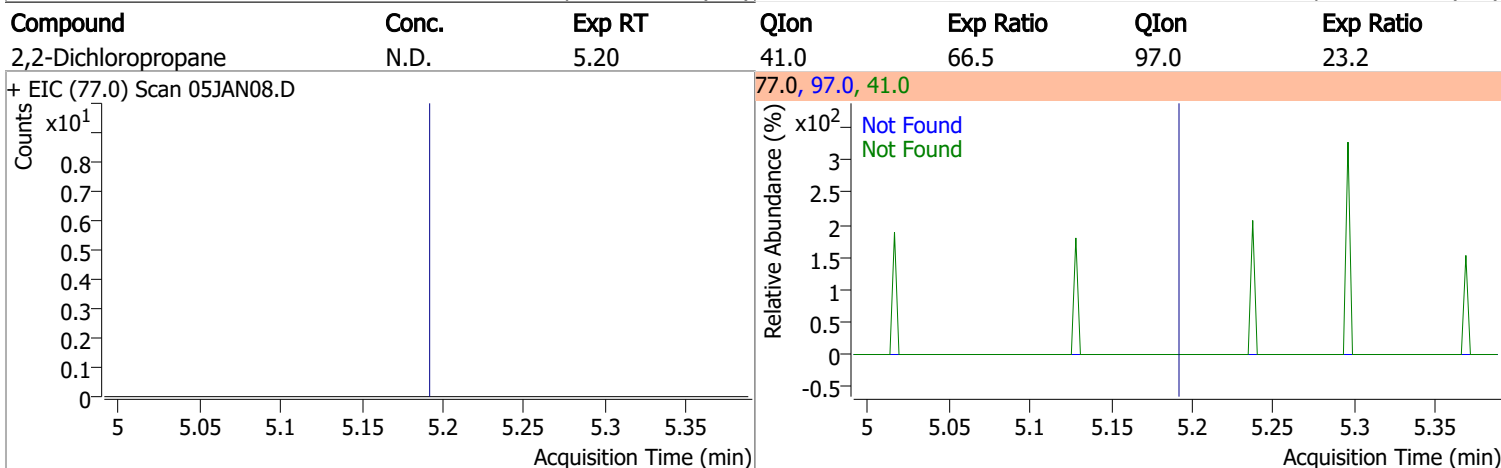 Compound Conc. Exp RT QIon Exp Ratio QIon Exp Ratio
2,2-Dichloropropane N.D. 5.20 41.0 66.5 97.0 23.2
+ EIC (77.0) Scan 05JAN08.D
Counts
x10¹
0.8
0.7
0.6
0.5
0.4
0.3
0.2
0.1
0
5 5.05 5.1 5.15 5.2 5.25 5.3 5.35
Acquisition Time (min)
77.0, 97.0, 41.0
Relative Abundance (%)
x10²
Not Found
Not Found
3
2.5
2
1.5
1
0.5
0
-0.5
5 5.05 5.1 5.15 5.2 5.25 5.3 5.35
Acquisition Time (min)